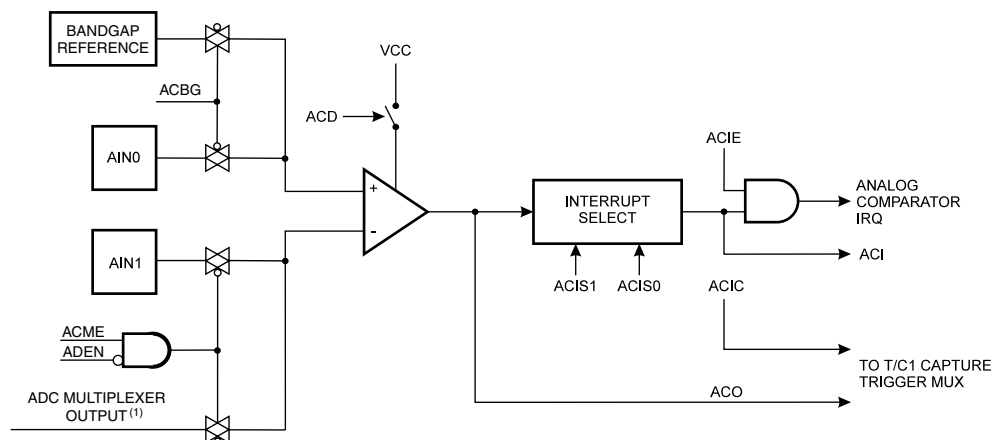 BANDGAP
REFERENCE
VCC
ACBG
ACD
AIN0
ACIE
+
INTERRUPT
SELECT
ANALOG
COMPARATOR
IRQ
-
AIN1
ACI
ACIS1
ACIS0
ACIC
ACME
ADEN
TO T/C1 CAPTURE
TRIGGER MUX
ADC MULTIPLEXER
OUTPUT(1)
ACO